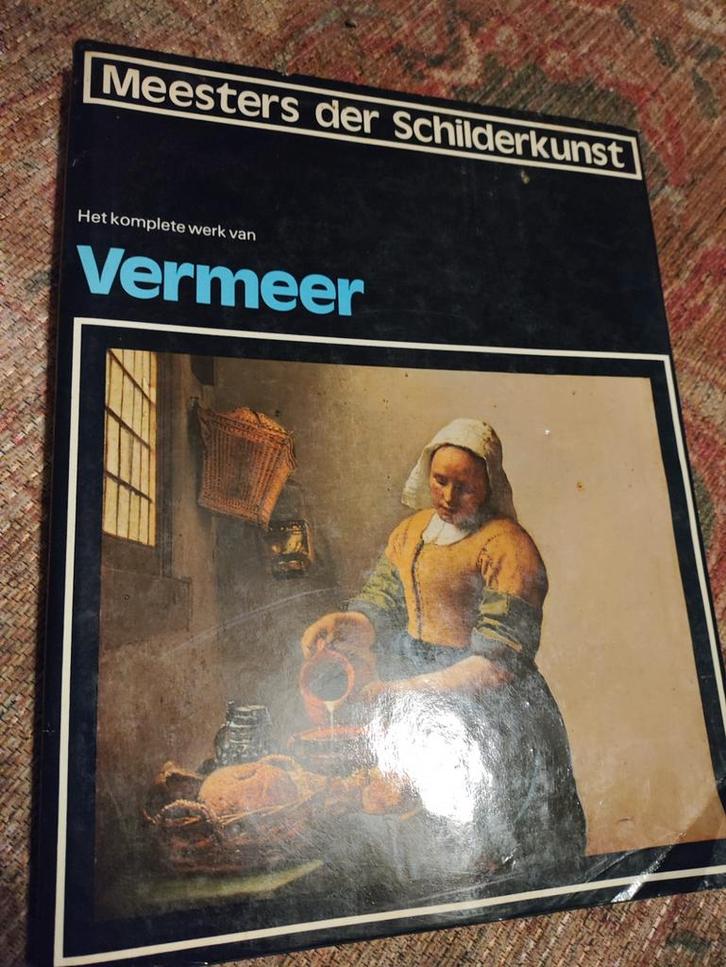 Meesters der Schilderkunst
Het komplete werk van
Vermeer